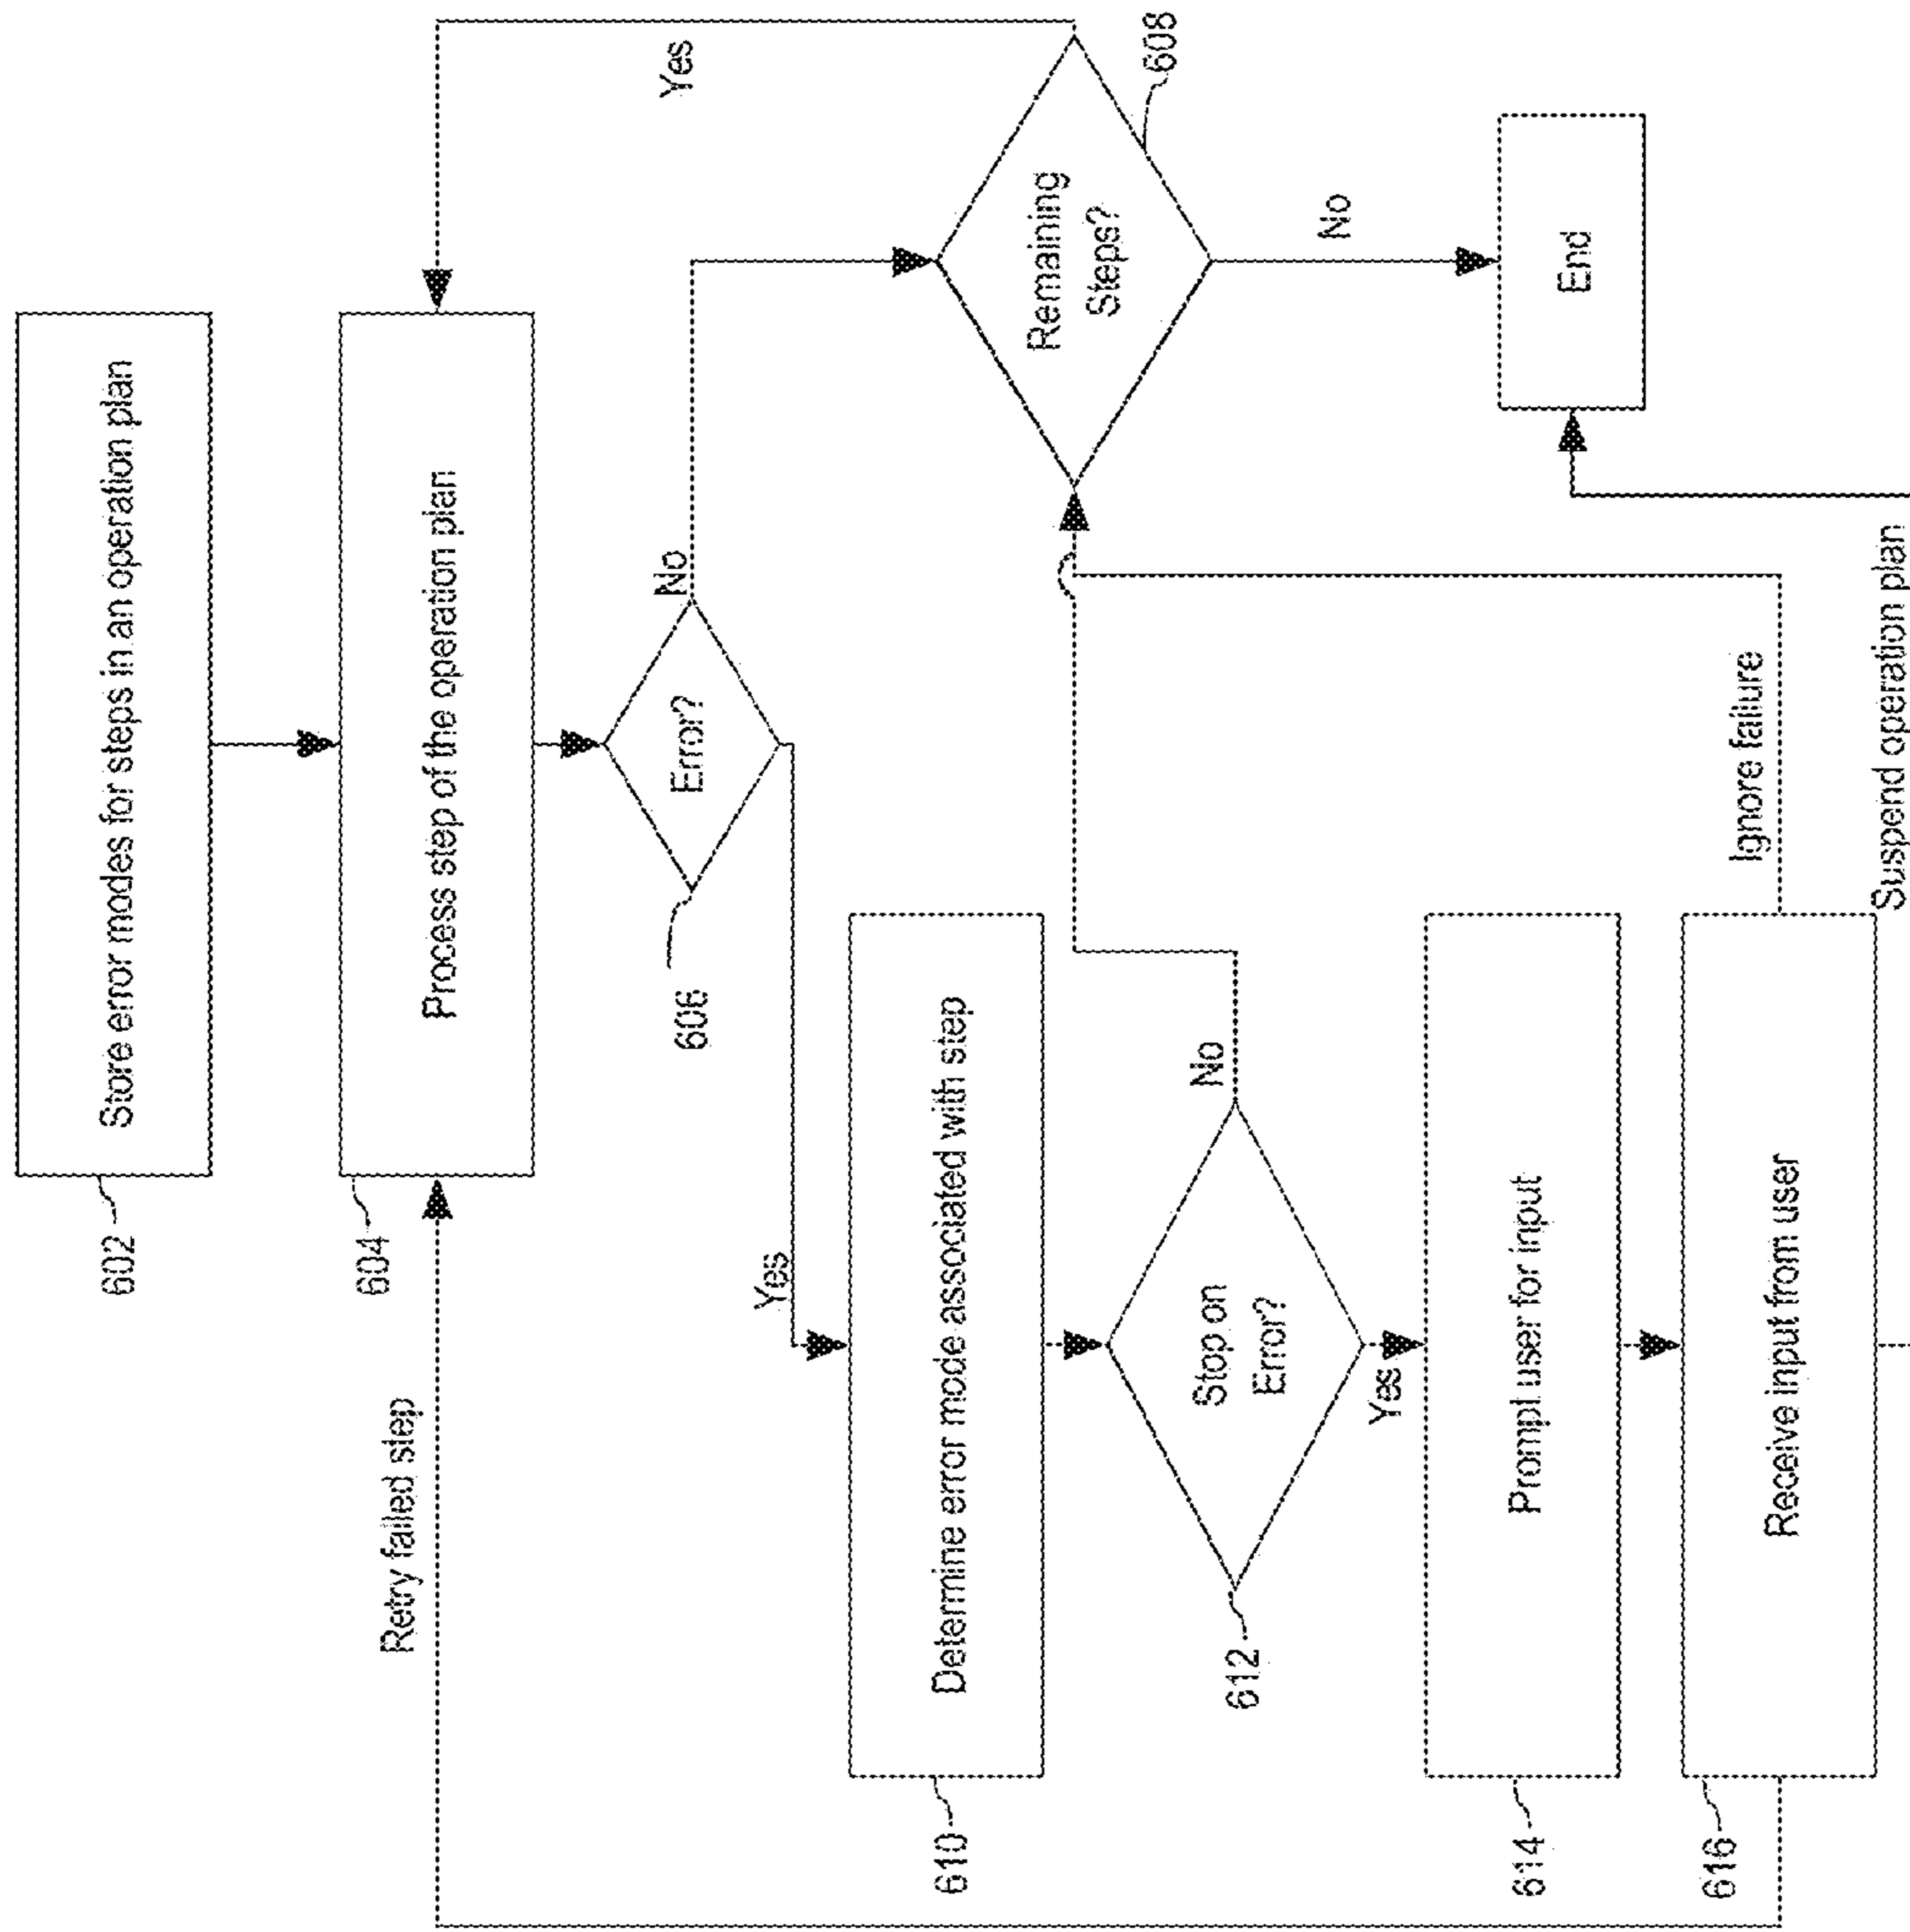 602
Store error modes for steps in an operation plan
604
Process step of the operation plan
Retry failed step
606
Error?
No
Yes
Yes
610
Determine error mode associated with step
608
Remaining
Steps?
612
Stop on
Error?
No
Yes
No
614
Prompt user for input
End
616
Receive input from user
Ignore failure
Suspend operation plan